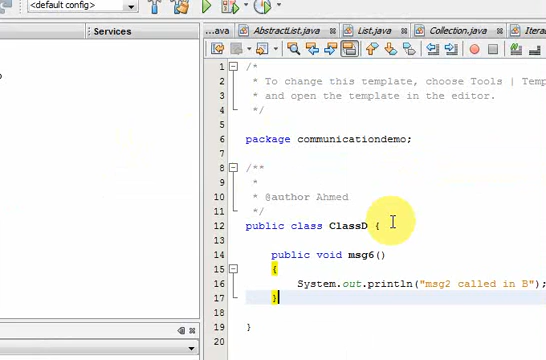 <default config>
Services
...ava
AbstractList.java
List.java
Collection.java
Iterat
1 /*
2 * To change this template, choose Tools | Temp
3 * and open the template in the editor.
4 */
5
6 package communicationdemo;
7
8 /**
9 *
10 * @author Ahmed
11 */
12 public class ClassD {
13
14 public void msg6()
15 {
16 System.out.println("msg2 called in B");
17 }
18
19 }
20